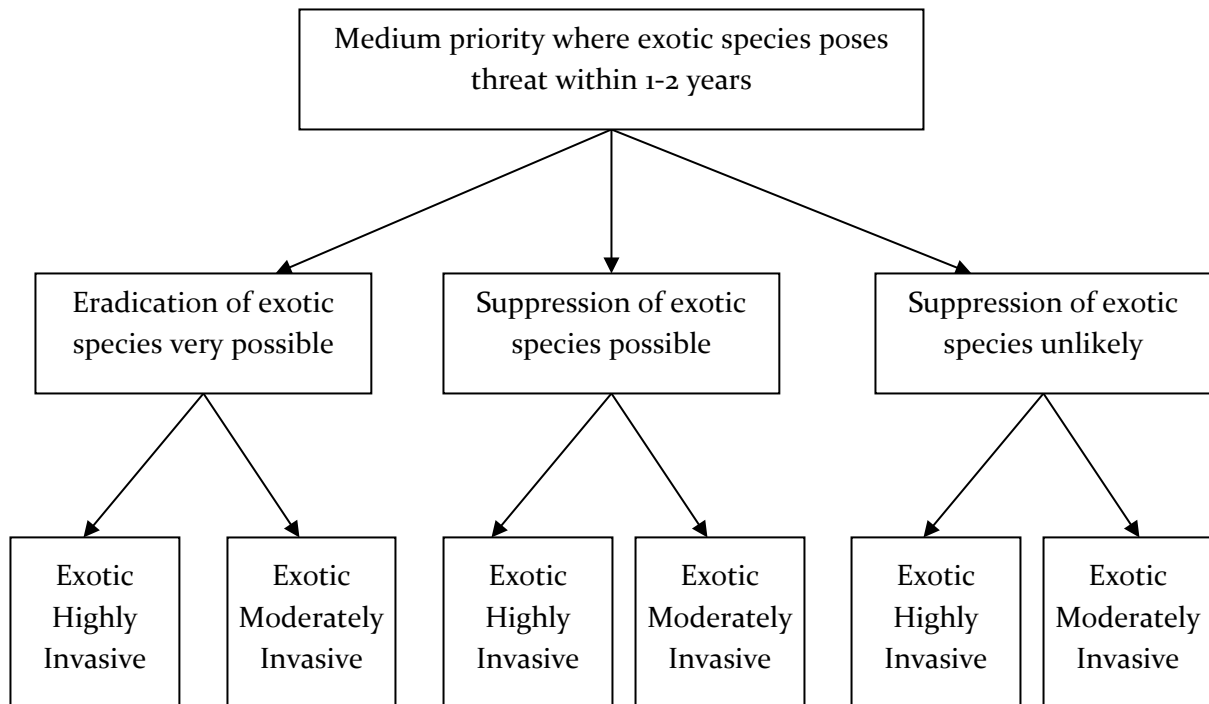 Medium priority where exotic species poses
threat within 1-2 years
Eradication of exotic
species very possible
Suppression of exotic
species possible
Suppression of exotic
species unlikely
Exotic
Highly
Invasive
Exotic
Moderately
Invasive
Exotic
Highly
Invasive
Exotic
Moderately
Invasive
Exotic
Highly
Invasive
Exotic
Moderately
Invasive